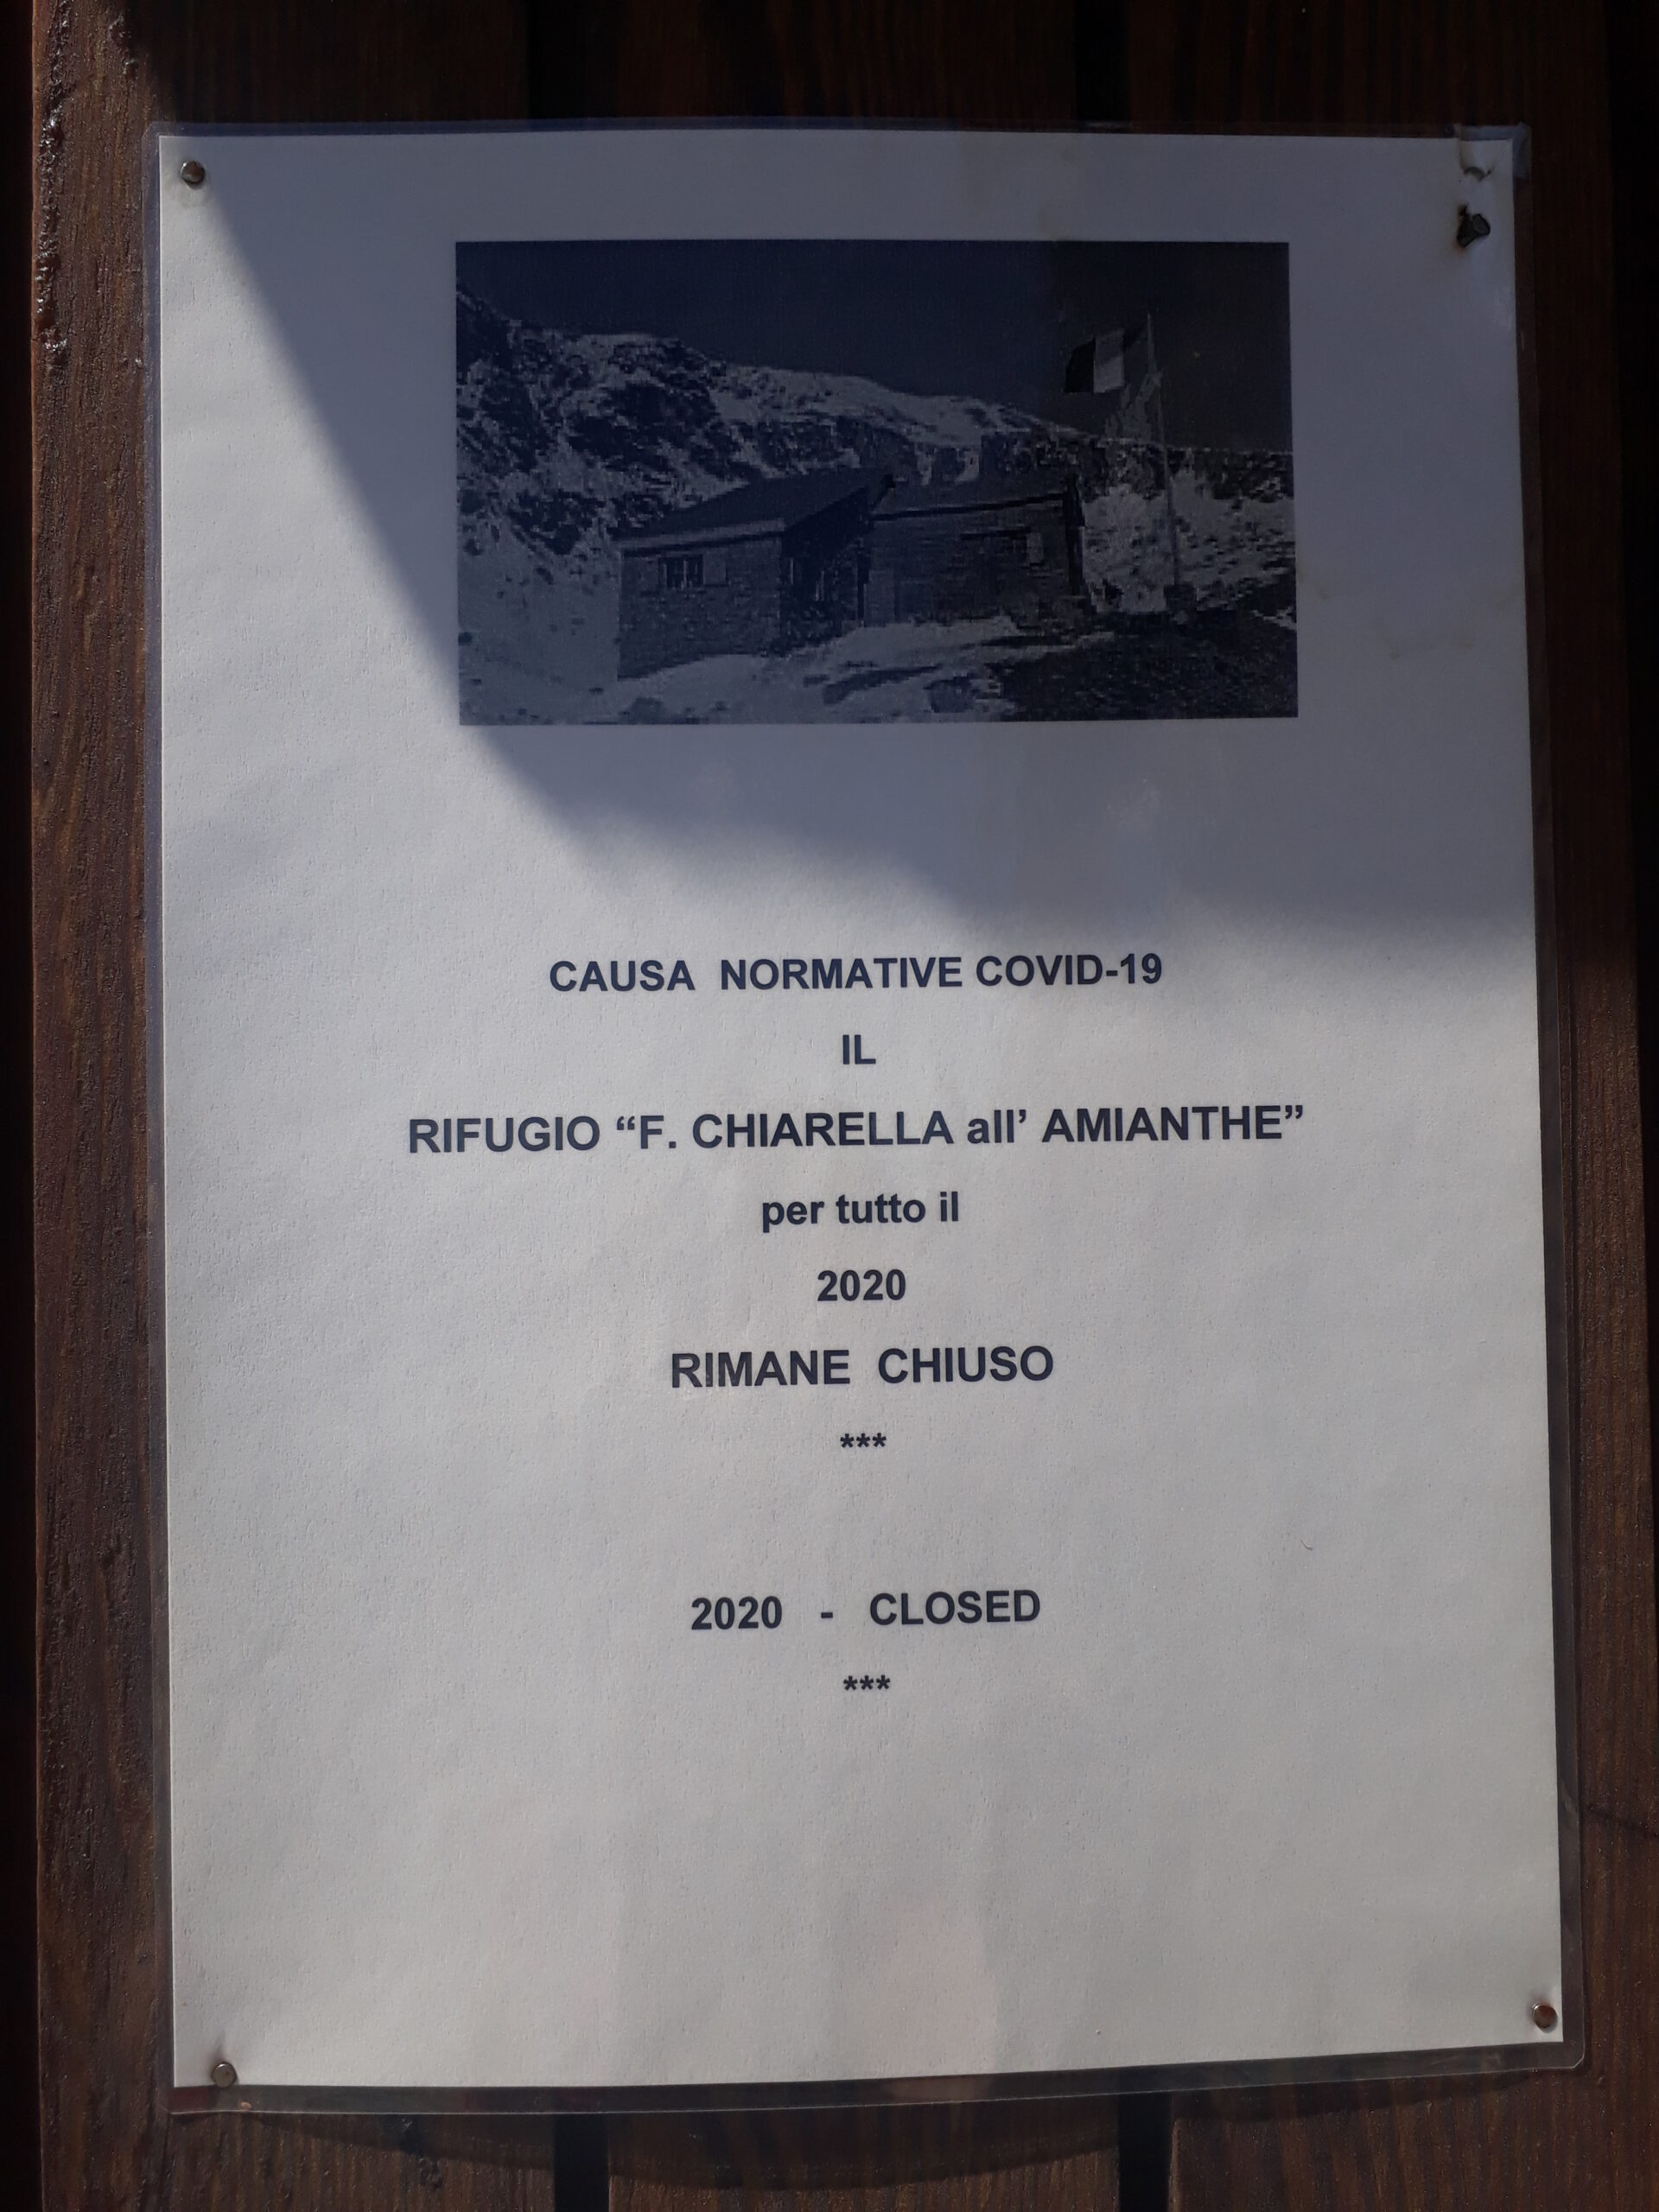 CAUSA NORMATIVE COVID-19
IL
RIFUGIO “F. CHIARELLA all’ AMIANTHE”
per tutto il
2020
RIMANE CHIUSO
***
2020 - CLOSED
***